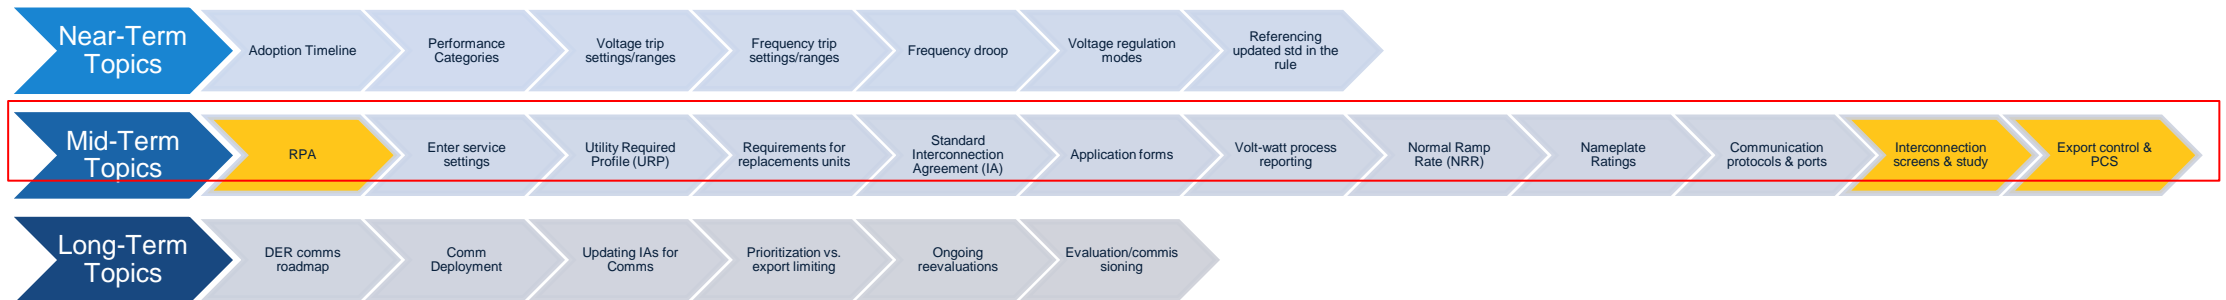 Near-Term
Topics
Adoption Timeline
Performance
Categories
Voltage trip
settings/ranges
Frequency trip
settings/ranges
Frequency droop
Voltage regulation
modes
Referencing
updated std in the
rule
Mid-Term
Topics
RPA
Enter service
settings
Utility Required
Profile (URP)
Requirements for
replacements units
Standard
Interconnection
Agreement (IA)
Application forms
Volt-watt process
reporting
Normal Ramp
Rate (NRR)
Nameplate
Ratings
Communication
protocols & ports
Interconnection
screens & study
Export control &
PCS
Long-Term
Topics
DER comms
roadmap
Comm
Deployment
Updating IAs for
Comms
Prioritization vs.
export limiting
Ongoing
reevaluations
Evaluation/commis
sioning